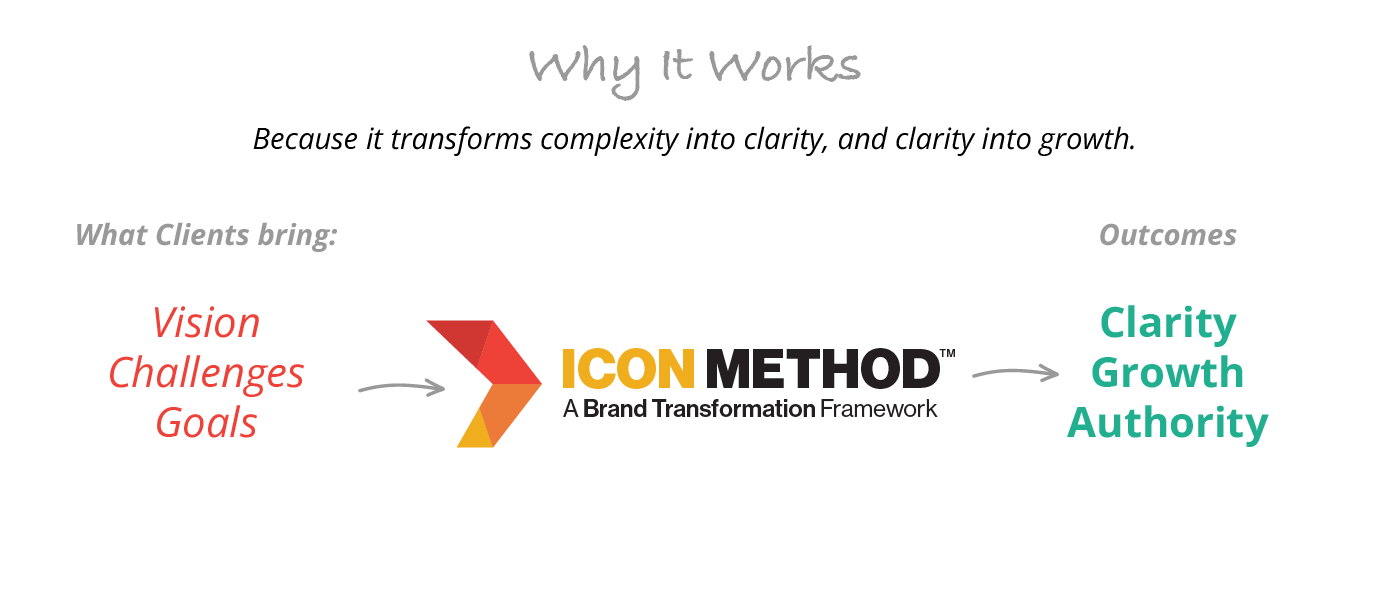 Why It Works
Because it transforms complexity into clarity, and clarity into growth.
What Clients bring:
Vision
Challenges
Goals
ICON METHOD™
A Brand Transformation Framework
Outcomes
Clarity
Growth
Authority